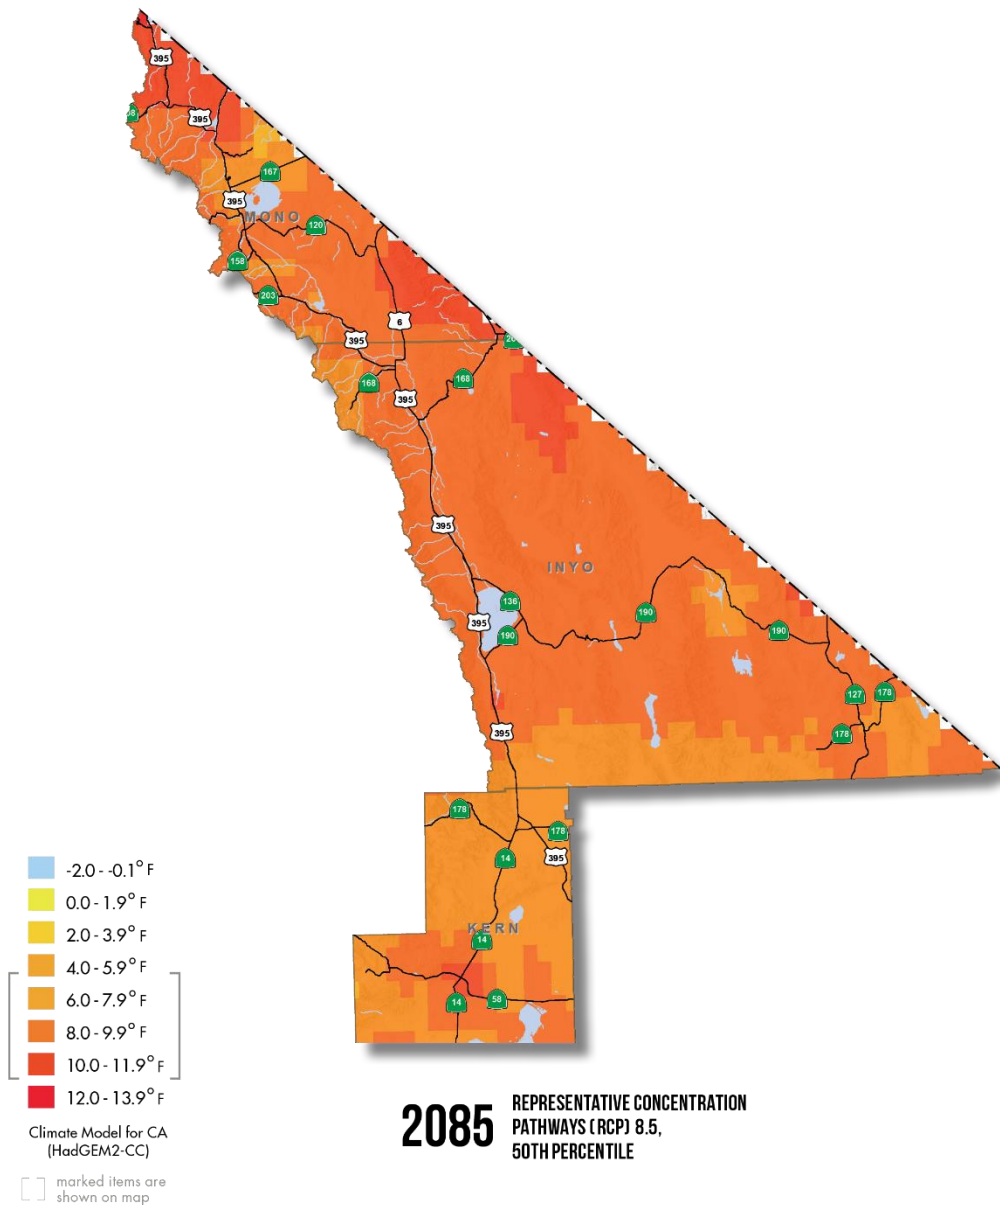 395
395
167
395
MONO
120
158
203
6
395
168
168
395
395
INYO
136
190
395
190
190
127
178
178
395
178
178
14
395
KERN
14
14
58
-2.0 - -0.1° F
0.0 - 1.9° F
2.0 - 3.9° F
4.0 - 5.9° F
6.0 - 7.9° F
8.0 - 9.9° F
10.0 - 11.9° F
12.0 - 13.9° F
Climate Model for CA
(HadGEM2-CC)
marked items are
shown on map
2085
REPRESENTATIVE CONCENTRATION
PATHWAYS (RCP) 8.5,
50TH PERCENTILE